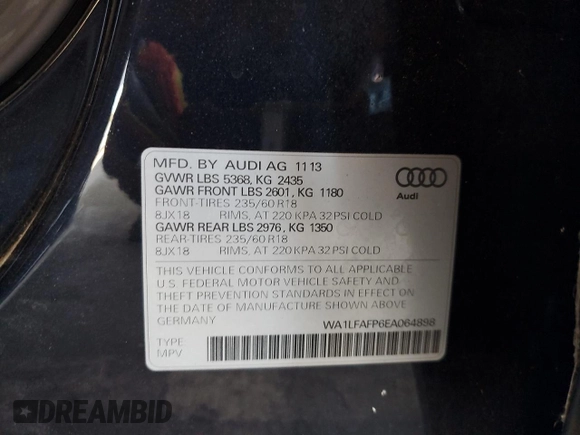 MFD. BY AUDI AG 11 13
GVWR LBS 5368, KG 2435
GAWR FRONT LBS 2601, KG 1180
FRONT-TIRES 235/60 R18
8JX18 RIMS, AT 220 KPA 32 PSI COLD
GAWR REAR LBS 2976, KG 1350
REAR-TIRES 235/60 R18
8JX18 RIMS, AT 220 KPA 32 PSI COLD
Audi
THIS VEHICLE CONFORMS TO ALL APPLICABLE
U.S. FEDERAL MOTOR VEHICLE SAFETY AND
THEFT PREVENTION STANDARDS IN EFFECT ON
THE DATE OF MANUFACTURE SHOWN ABOVE
GERMANY
WA1LFAFP6EA064898
TYPE
MPV
DREAMBID